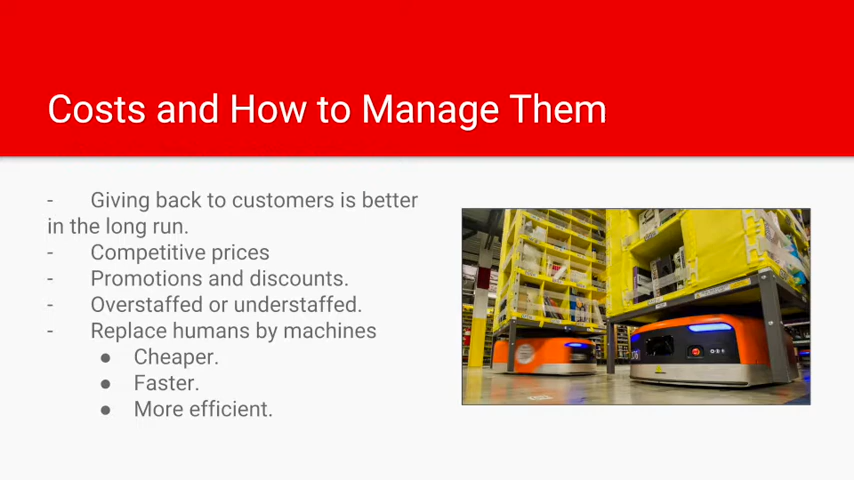 Costs and How to Manage Them
- Giving back to customers is better
in the long run.
- Competitive prices
- Promotions and discounts.
- Overstaffed or understaffed.
- Replace humans by machines
● Cheaper.
● Faster.
● More efficient.